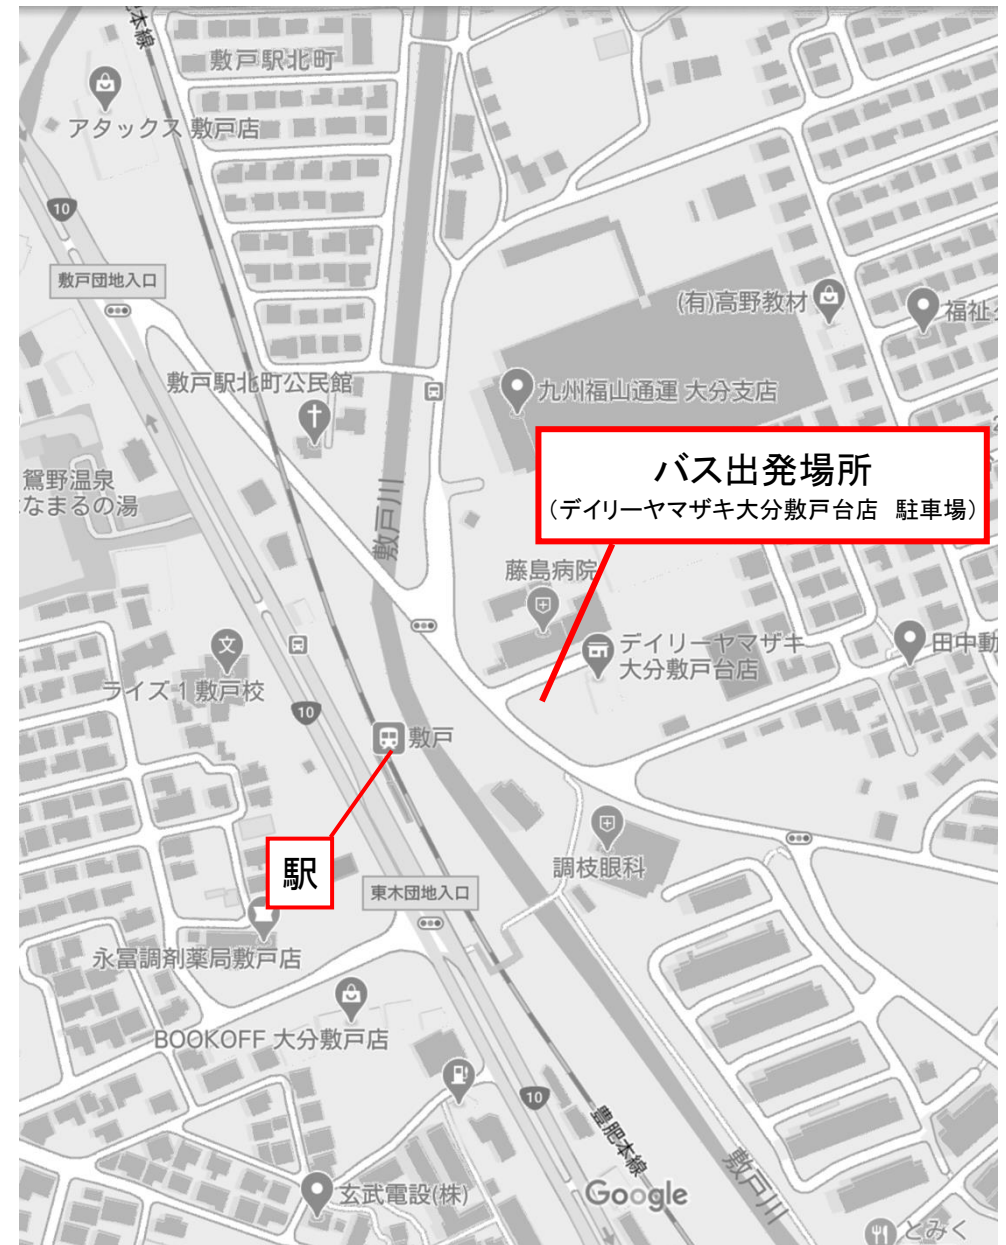 本線
敷戸駅北町
アタックス 敷戸店
10
敷戸団地入口
(有)高野教材
福祉
敷戸駅北町公民館
九州福山通運 大分支店
バス出発場所
(デイリーヤマザキ大分敷戸台店 駐車場)
鴛野温泉
なまるの湯
敷戸川
藤島病院
デイリーヤマザキ
大分敷戸台店
田中動
ライズ1敷戸校
10
敷戸
駅
調枝眼科
東木団地入口
永冨調剤薬局敷戸店
BOOKOFF 大分敷戸店
10
豊肥本線
敷戸川
玄武電設(株)
Google
とみく